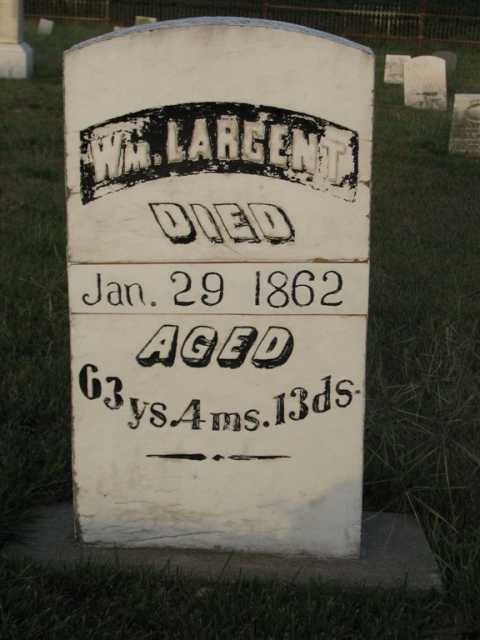 Wm. LARGENT
DIED
Jan. 29 1862
AGED
63 ys. 4 ms. 13 ds.